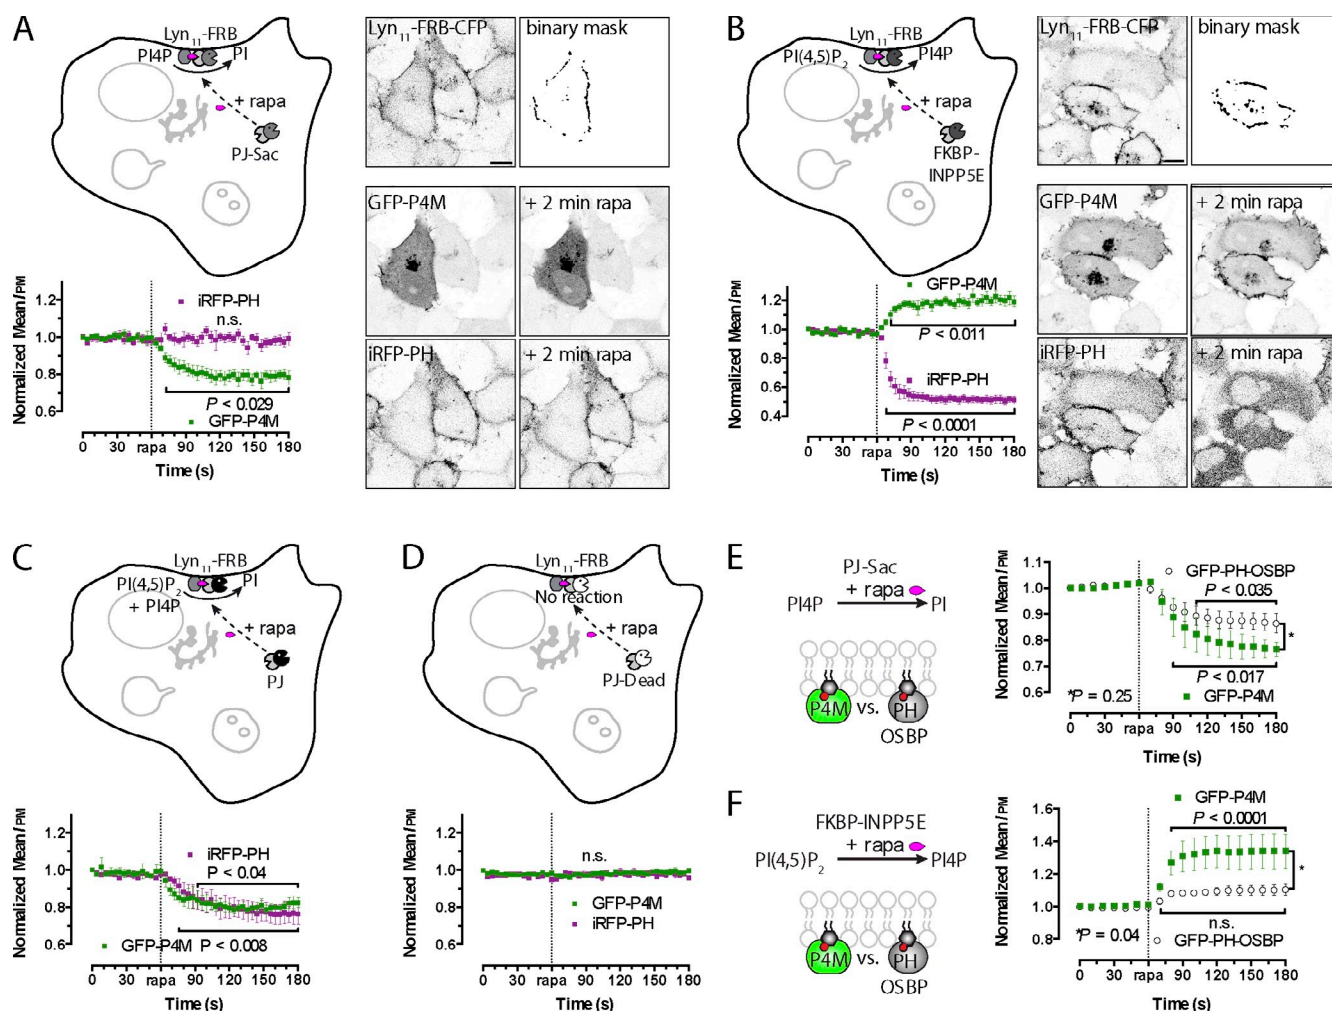 A
Lyn11-FRB
PI4P
PI
+ rapa
PJ-Sac
Lyn11-FRB-CFP
binary mask
GFP-P4M
+ 2 min rapa
iRFP-PH
+ 2 min rapa
Normalized Mean/PM
1.2
1.0
0.8
0.6
iRFP-PH
n.s.
P < 0.029
GFP-P4M
0 30 rapa 90 120 150 180
Time (s)
B
Lyn11-FRB
PI(4,5)P2
PI4P
+ rapa
FKBP-
INPP5E
Lyn11-FRB-CFP
binary mask
GFP-P4M
+ 2 min rapa
iRFP-PH
+ 2 min rapa
Normalized Mean/PM
1.2
1.0
0.8
0.6
0.4
GFP-P4M
P < 0.011
iRFP-PH
P < 0.0001
0 30 rapa 90 120 150 180
Time (s)
C
Lyn11-FRB
PI(4,5)P2
+ PI4P
PI
+ rapa
PJ
Normalized Mean/PM
1.2
1.0
0.8
0.6
iRFP-PH
P < 0.04
GFP-P4M P < 0.008
0 30 rapa 90 120 150 180
Time (s)
D
Lyn11-FRB
No reaction
+ rapa
PJ-Dead
Normalized Mean/PM
1.2
1.0
0.8
0.6
n.s.
GFP-P4M
iRFP-PH
0 30 rapa 90 120 150 180
Time (s)
E
PJ-Sac
+ rapa
PI4P
PI
P4M vs. PH
OSBP
Normalized Mean/PM
1.1
1.0
0.9
0.8
0.7
0.6
GFP-PH-OSBP
P < 0.035
*
P < 0.017
*P = 0.25
GFP-P4M
0 30 rapa 90 120 150 180
Time (s)
F
FKBP-INPP5E
+ rapa
PI(4,5)P2
PI4P
P4M vs. PH
OSBP
Normalized Mean/PM
1.6
1.4
1.2
1.0
0.8
GFP-P4M
P < 0.0001
*
n.s.
*P = 0.04
GFP-PH-OSBP
0 30 rapa 90 120 150 180
Time (s)